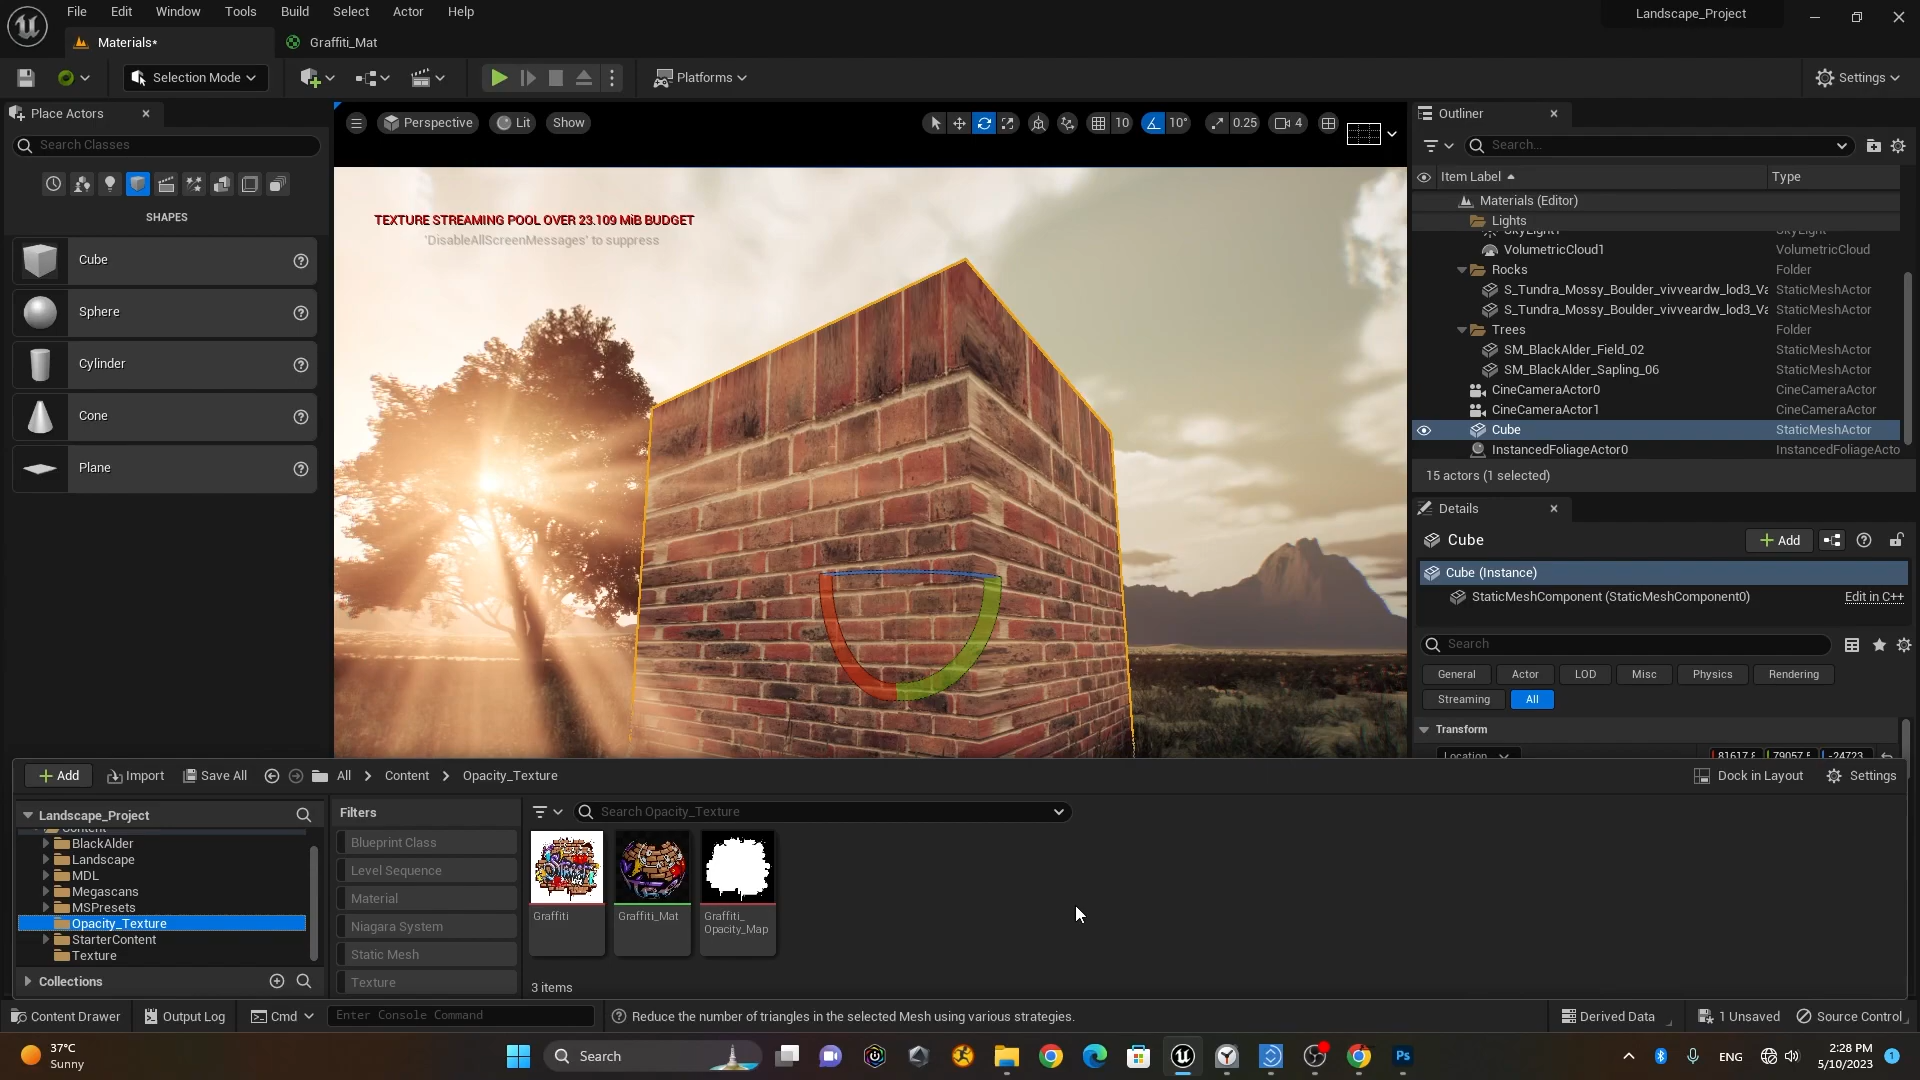 File Edit Window Tools Build Select Actor Help
Landscape_Project
Materials*
Graffiti_Mat
Selection Mode
Platforms
Settings
Place Actors
Search Classes
SHAPES
Cube
Sphere
Cylinder
Cone
Plane
Perspective
Lit
Show
10
10°
0.25
4
TEXTURE STREAMING POOL OVER 23.109 MiB BUDGET
'DisableAllScreenMessages' to suppress
Outliner
Search...
Item Label
Type
Materials (Editor)
Lights
SkyLight1
VolumetricCloud1 VolumetricCloud
Rocks Folder
S_Tundra_Mossy_Boulder_vivveardw_lod3_Va StaticMeshActor
S_Tundra_Mossy_Boulder_vivveardw_lod3_Va StaticMeshActor
Trees Folder
SM_BlackAlder_Field_02 StaticMeshActor
SM_BlackAlder_Sapling_06 StaticMeshActor
CineCameraActor0 CineCameraActor
CineCameraActor1 CineCameraActor
Cube StaticMeshActor
InstancedFoliageActor0 InstancedFoliageActo
15 actors (1 selected)
Details
Cube
Add
Cube (Instance)
StaticMeshComponent (StaticMeshComponent0) Edit in C++
Search
General Actor LOD Misc Physics Rendering
Streaming All
Transform
Location
Add Import Save All All Content Opacity_Texture
Dock in Layout Settings
Landscape_Project
Content
BlackAlder
Landscape
MDL
Megascans
MSPresets
Opacity_Texture
StarterContent
Texture
Collections
Filters
Blueprint Class
Level Sequence
Material
Niagara System
Static Mesh
Texture
Search Opacity_Texture
Graffiti
Graffiti_Mat
Graffiti_
Opacity_Map
3 items
Content Drawer Output Log Cmd Enter Console Command
Reduce the number of triangles in the selected Mesh using various strategies.
Derived Data 1 Unsaved Source Control
37°C
Sunny
Search
Ps
ENG
2:28 PM
5/10/2023
1